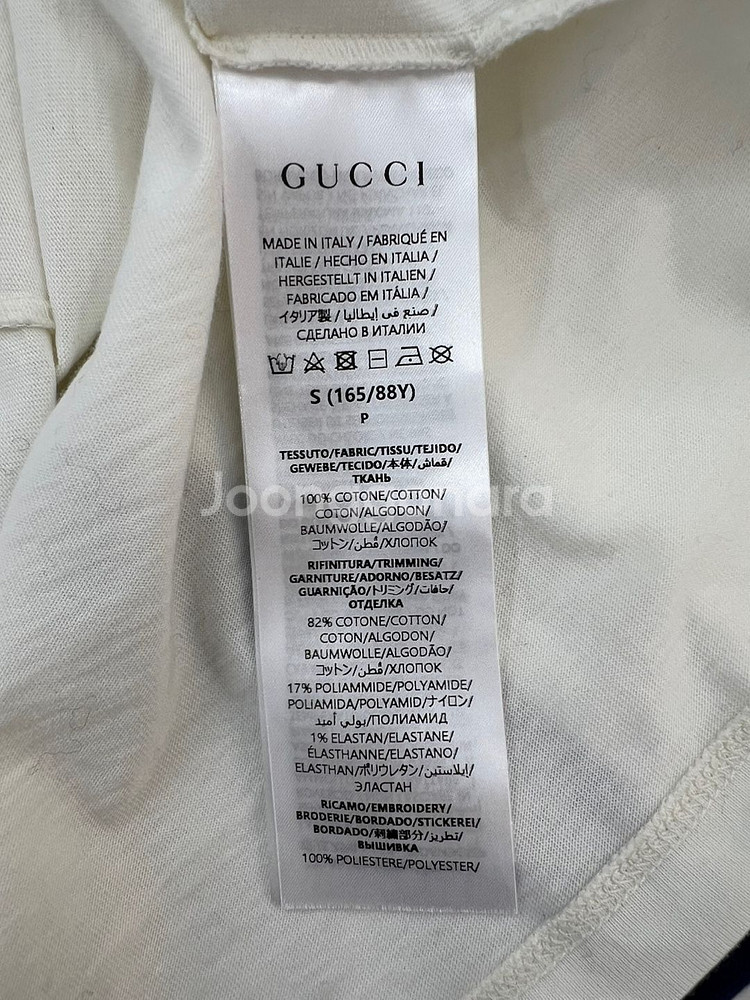 GUCCI
MADE IN ITALY / FABRIQUÉ EN
ITALIE / HECHO EN ITALIA /
HERGESTELLT IN ITALIEN /
FABRICADO EM ITÁLIA /
イタリア製 / صنع في إيطاليا /
СДЕЛАНО В ИТАЛИИ
S (165/88Y)
P
TESSUTO/FABRIC/TISSU/TEJIDO/
GEWEBE/TECIDO/本体/قماش/
ТКАНЬ
100% COTONE/COTTON/
COTON/ALGODON/
BAUMWOLLE/ALGODÃO/
コットン/قُطن/ХЛОПОК
RIFINITURA/TRIMMING/
GARNITURE/ADORNO/BESATZ/
GUARNIÇÃO/トリミング/حافات/
ОТДЕЛКА
82% COTONE/COTTON/
COTON/ALGODON/
BAUMWOLLE/ALGODÃO/
コットン/قُطن/ХЛОПОК
17% POLIAMMIDE/POLYAMIDE/
POLIAMIDA/POLYAMID/ナイロン/
بولي أميد/ПОЛИАМИД
1% ELASTAN/ELASTANE/
ÉLASTHANNE/ELASTANO/
ELASTHAN/ポリウレタン/إيلاستين/
ЭЛАСТАН
RICAMO/EMBROIDERY/
BRODERIE/BORDADO/STICKEREI/
BORDADO/刺繍部分/تطريز/
ВЫШИВКА
100% POLIESTERE/POLYESTER/